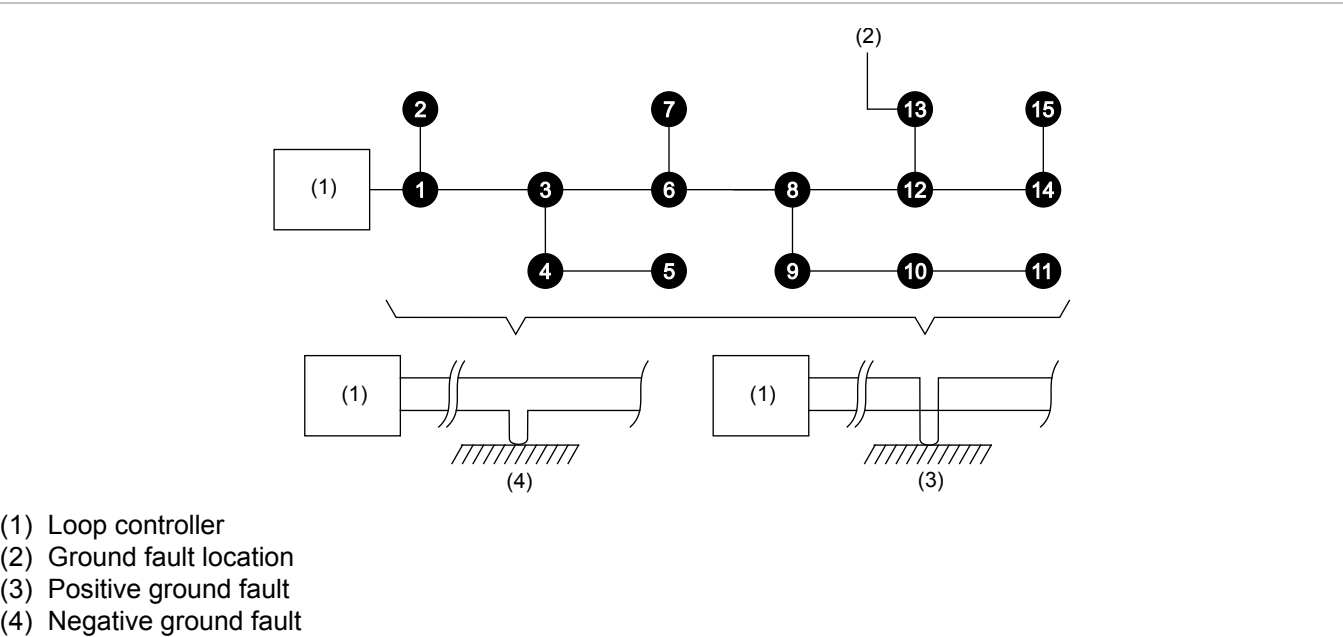 (2)
2 7 13 15
(1) 1 3 6 8 12 14
4 5 9 10 11
(1) (1)
(4) (3)
(1) Loop controller
(2) Ground fault location
(3) Positive ground fault
(4) Negative ground fault